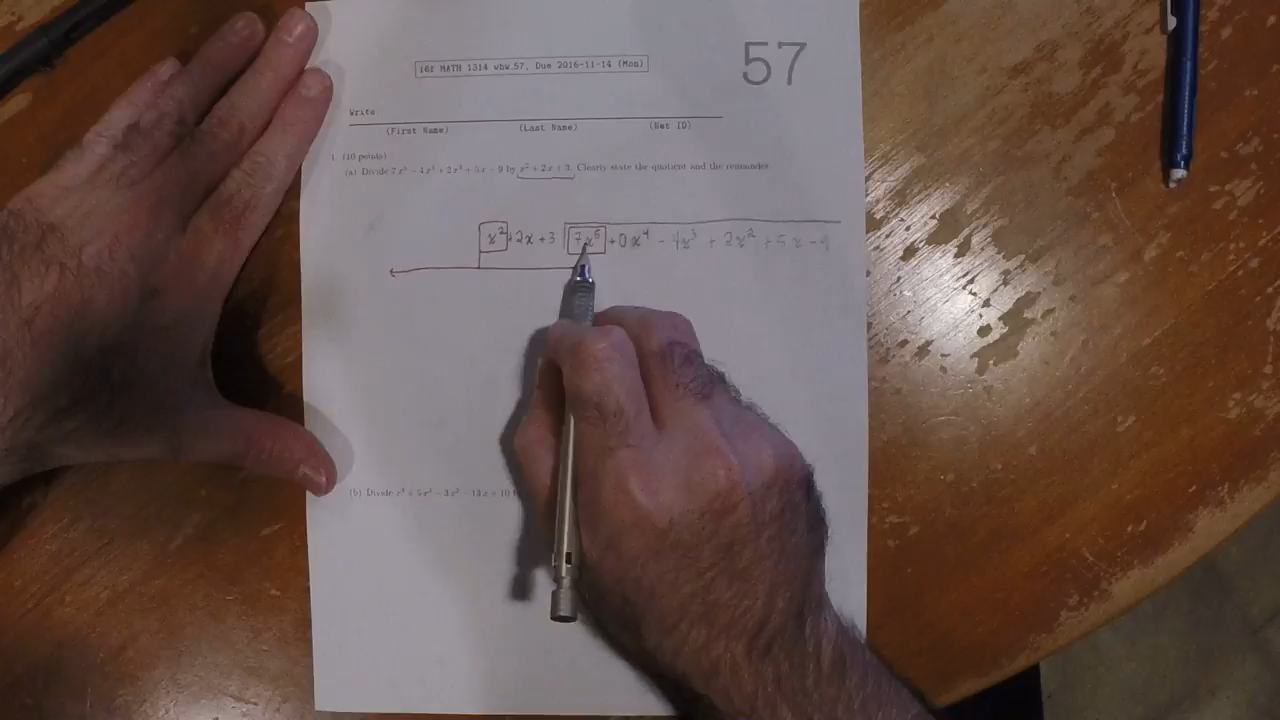 161 MATH 1314 whw.57, Due 2016-11-14 (Mon)
57
Write
(First Name) (Last Name) (Net ID)
1. (10 points)
(a) Divide 7x⁵ − 4x³ + 2x² + 5x − 9 by x² + 2x + 3. Clearly state the quotient and the remainder.
x² + 2x + 3 7x⁵ + 0x⁴ − 4x³ + 2x² + 5x − 9
(b) Divide